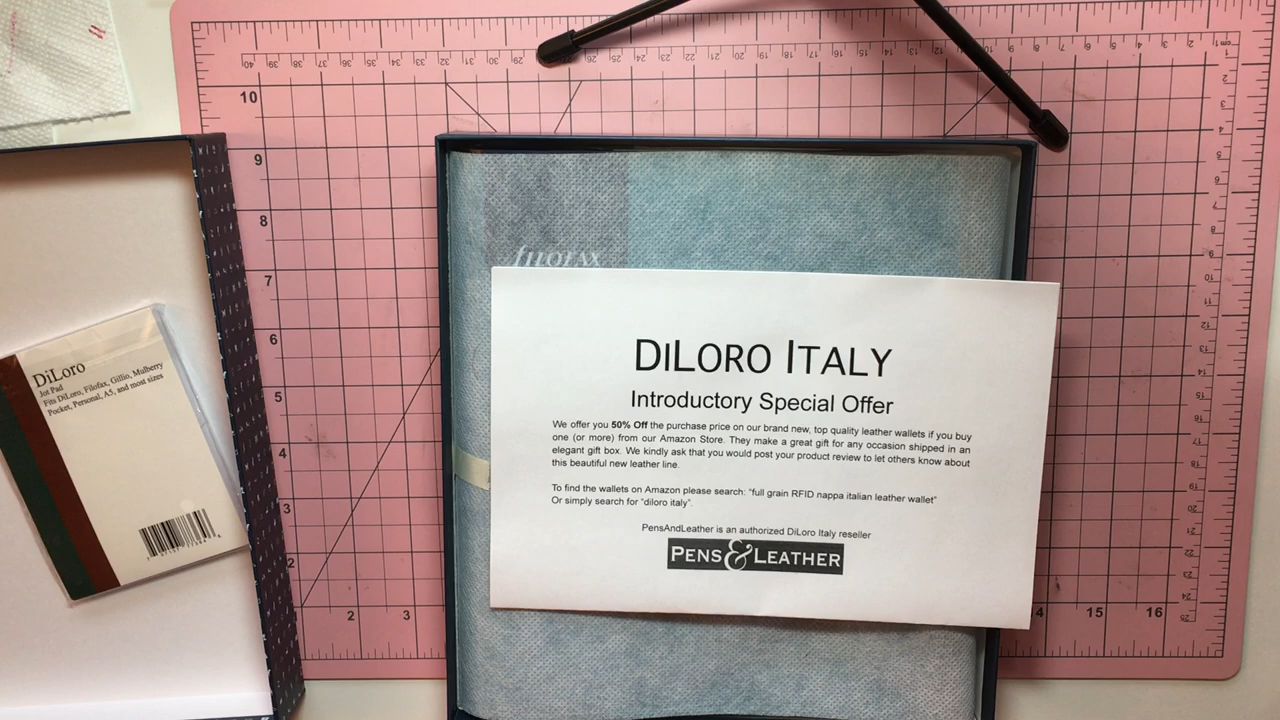 filofax
DILORO ITALY
Introductory Special Offer
We offer you 50% Off the purchase price on our brand new, top quality leather wallets if you buy
one (or more) from our Amazon Store. They make a great gift for any occasion shipped in an
elegant gift box. We kindly ask that you would post your product review to let others know about
this beautiful new leather line.
To find the wallets on Amazon please search: “full grain RFID nappa italian leather wallet”
Or simply search for “diloro italy”.
PensAndLeather is an authorized DiLoro Italy reseller
PENS & LEATHER
DiLoro
Jot Pad
Fits DiLoro, Filofax, Gillio, Mulberry
Pocket, Personal, A5, and most sizes
10
9
8
7
6
5
4
3
2
2
3
14
15
16